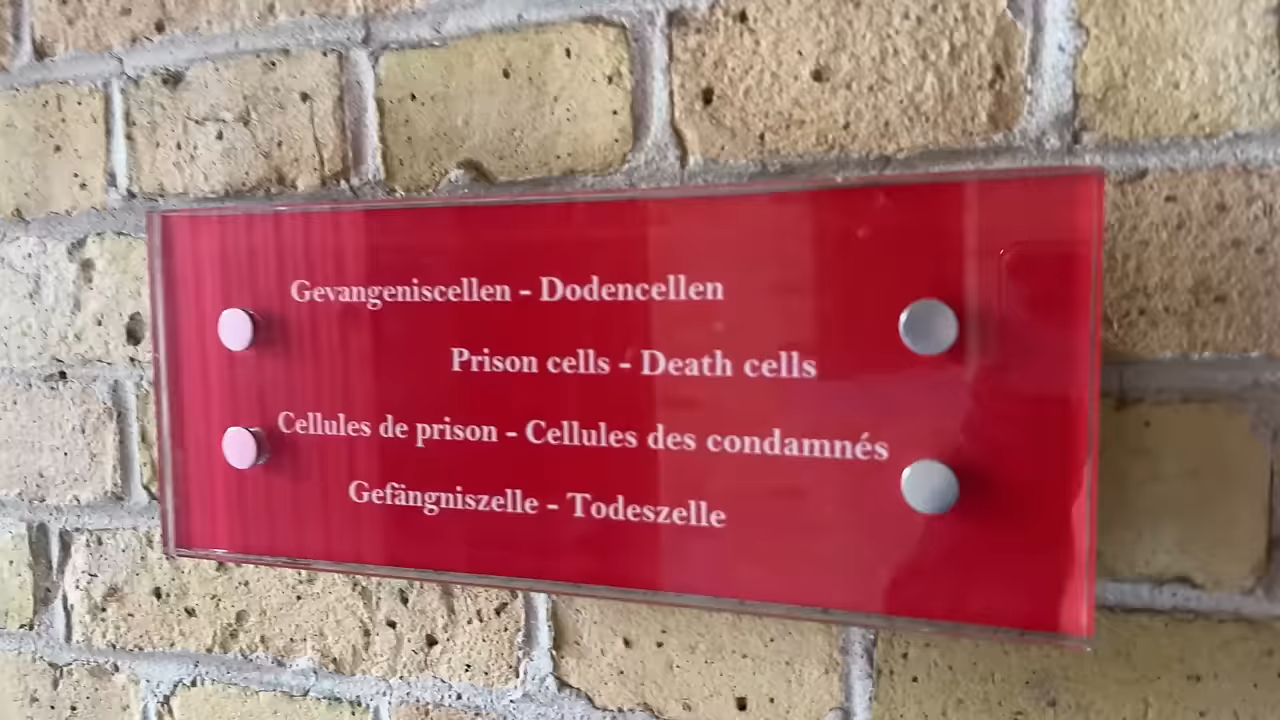 Gevangeniscellen - Dodencellen
Prison cells - Death cells
Cellules de prison - Cellules des condamnés
Gefängniszelle - Todeszelle